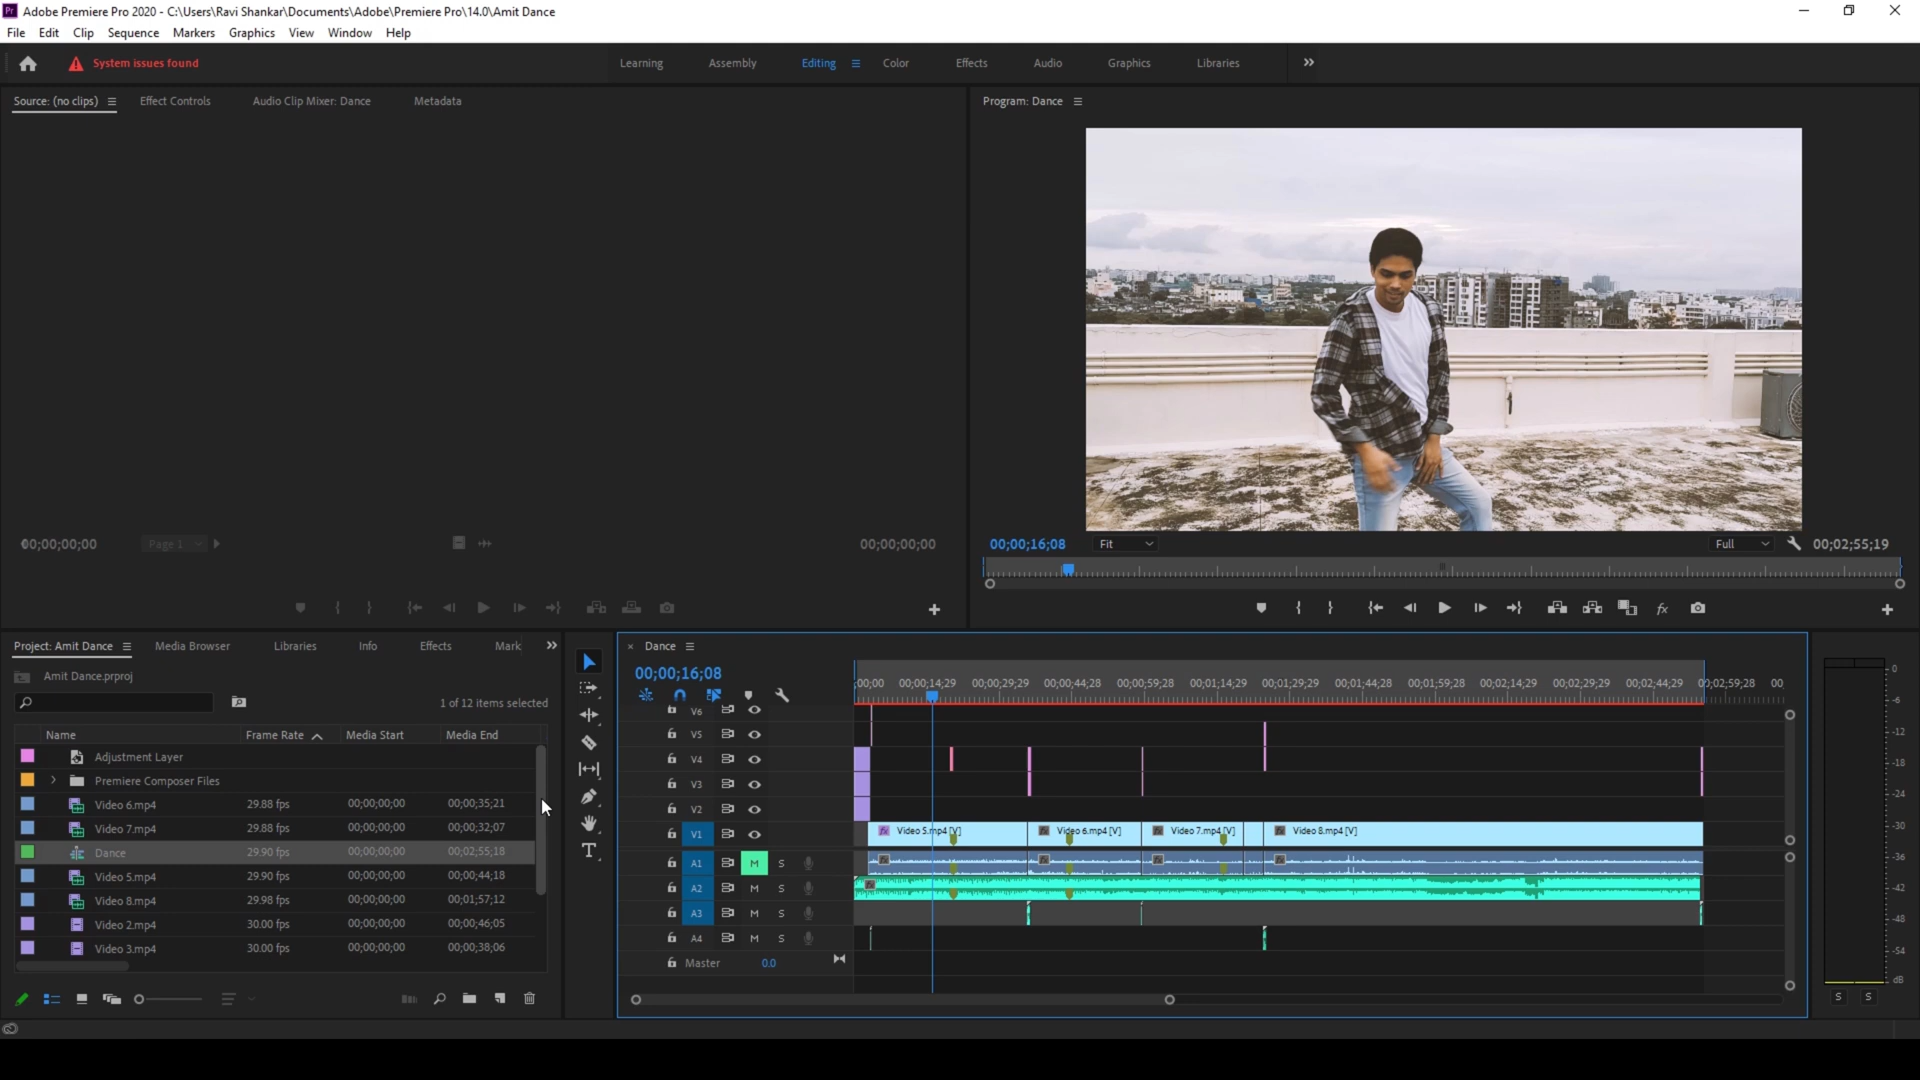 Adobe Premiere Pro 2020 - C:\Users\Ravi Shankar\Documents\Adobe\Premiere Pro\14.0\Amit Dance
File Edit Clip Sequence Markers Graphics View Window Help
System issues found
Learning Assembly Editing Color Effects Audio Graphics Libraries
Source: (no clips) Effect Controls Audio Clip Mixer: Dance Metadata
Program: Dance
00;00;00;00 Page 1 00;00;00;00
00;00;16;08 Fit Full 00;02;55;19
Project: Amit Dance Media Browser Libraries Info Effects Mark
Amit Dance.prproj
1 of 12 items selected
Name Frame Rate Media Start Media End
Adjustment Layer
Premiere Composer Files
Video 6.mp4 29.88 fps 00;00;00;00 00;00;35;21
Video 7.mp4 29.88 fps 00;00;00;00 00;00;32;07
Dance 29.90 fps 00;00;00;00 00;02;55;18
Video 5.mp4 29.90 fps 00;00;00;00 00;00;44;18
Video 8.mp4 29.98 fps 00;00;00;00 00;01;57;12
Video 2.mp4 30.00 fps 00;00;00;00 00;00;46;05
Video 3.mp4 30.00 fps 00;00;00;00 00;00;38;06
Dance
00;00;16;08
;00;00 00;00;14;29 00;00;29;29 00;00;44;28 00;00;59;28 00;01;14;29 00;01;29;29 00;01;44;28 00;01;59;28 00;02;14;29 00;02;29;29 00;02;44;29 00;02;59;28 00;
V6
V5
V4
V3
V2
V1 Video 5.mp4 [V] Video 6.mp4 [V] Video 7.mp4 [V] Video 8.mp4 [V]
A1 M S
A2 M S
A3 M S
A4 M S
Master 0.0
0
-6
-12
-18
-24
-30
-36
-42
-48
-54
dB
S S